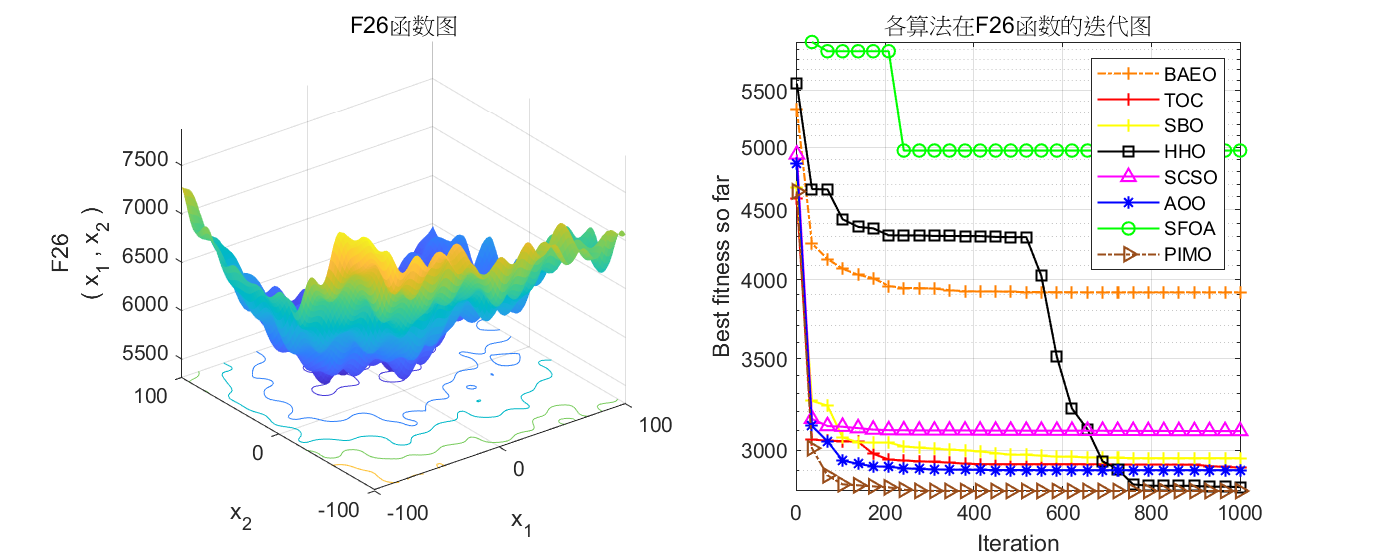 F26函数图
7500
7000
6500
6000
5500
F26
( x1 , x2 )
100
0
-100
x2
-100
0
100
x1
各算法在F26函数的迭代图
5500
5000
4500
4000
3500
3000
Best fitness so far
0 200 400 600 800 1000
Iteration
BAEO
TOC
SBO
HHO
SCSO
AOO
SFOA
PIMO